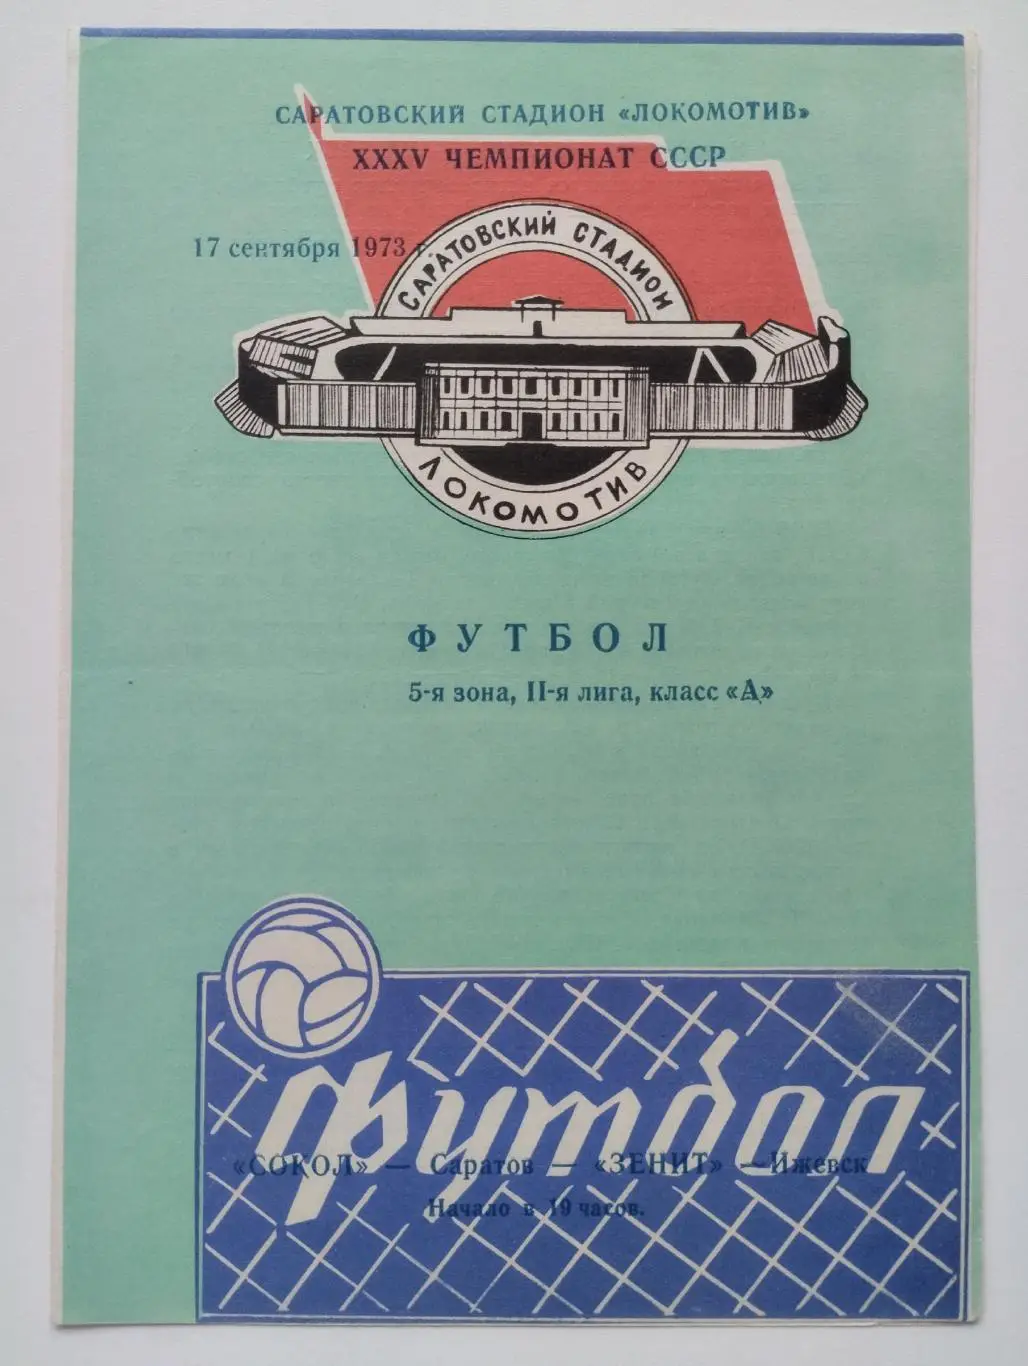 САРАТОВСКИЙ СТАДИОН «ЛОКОМОТИВ»
XXXV ЧЕМПИОНАТ СССР
17 сентября 1973 г.
САРАТОВСКИЙ СТАДИОН
ЛОКОМОТИВ
ФУТБОЛ
5-я зона, II-я лига, класс «А»
Футбол
«СОКОЛ» — Саратов — «ЗЕНИТ» — Ижевск
Начало в 19 часов.